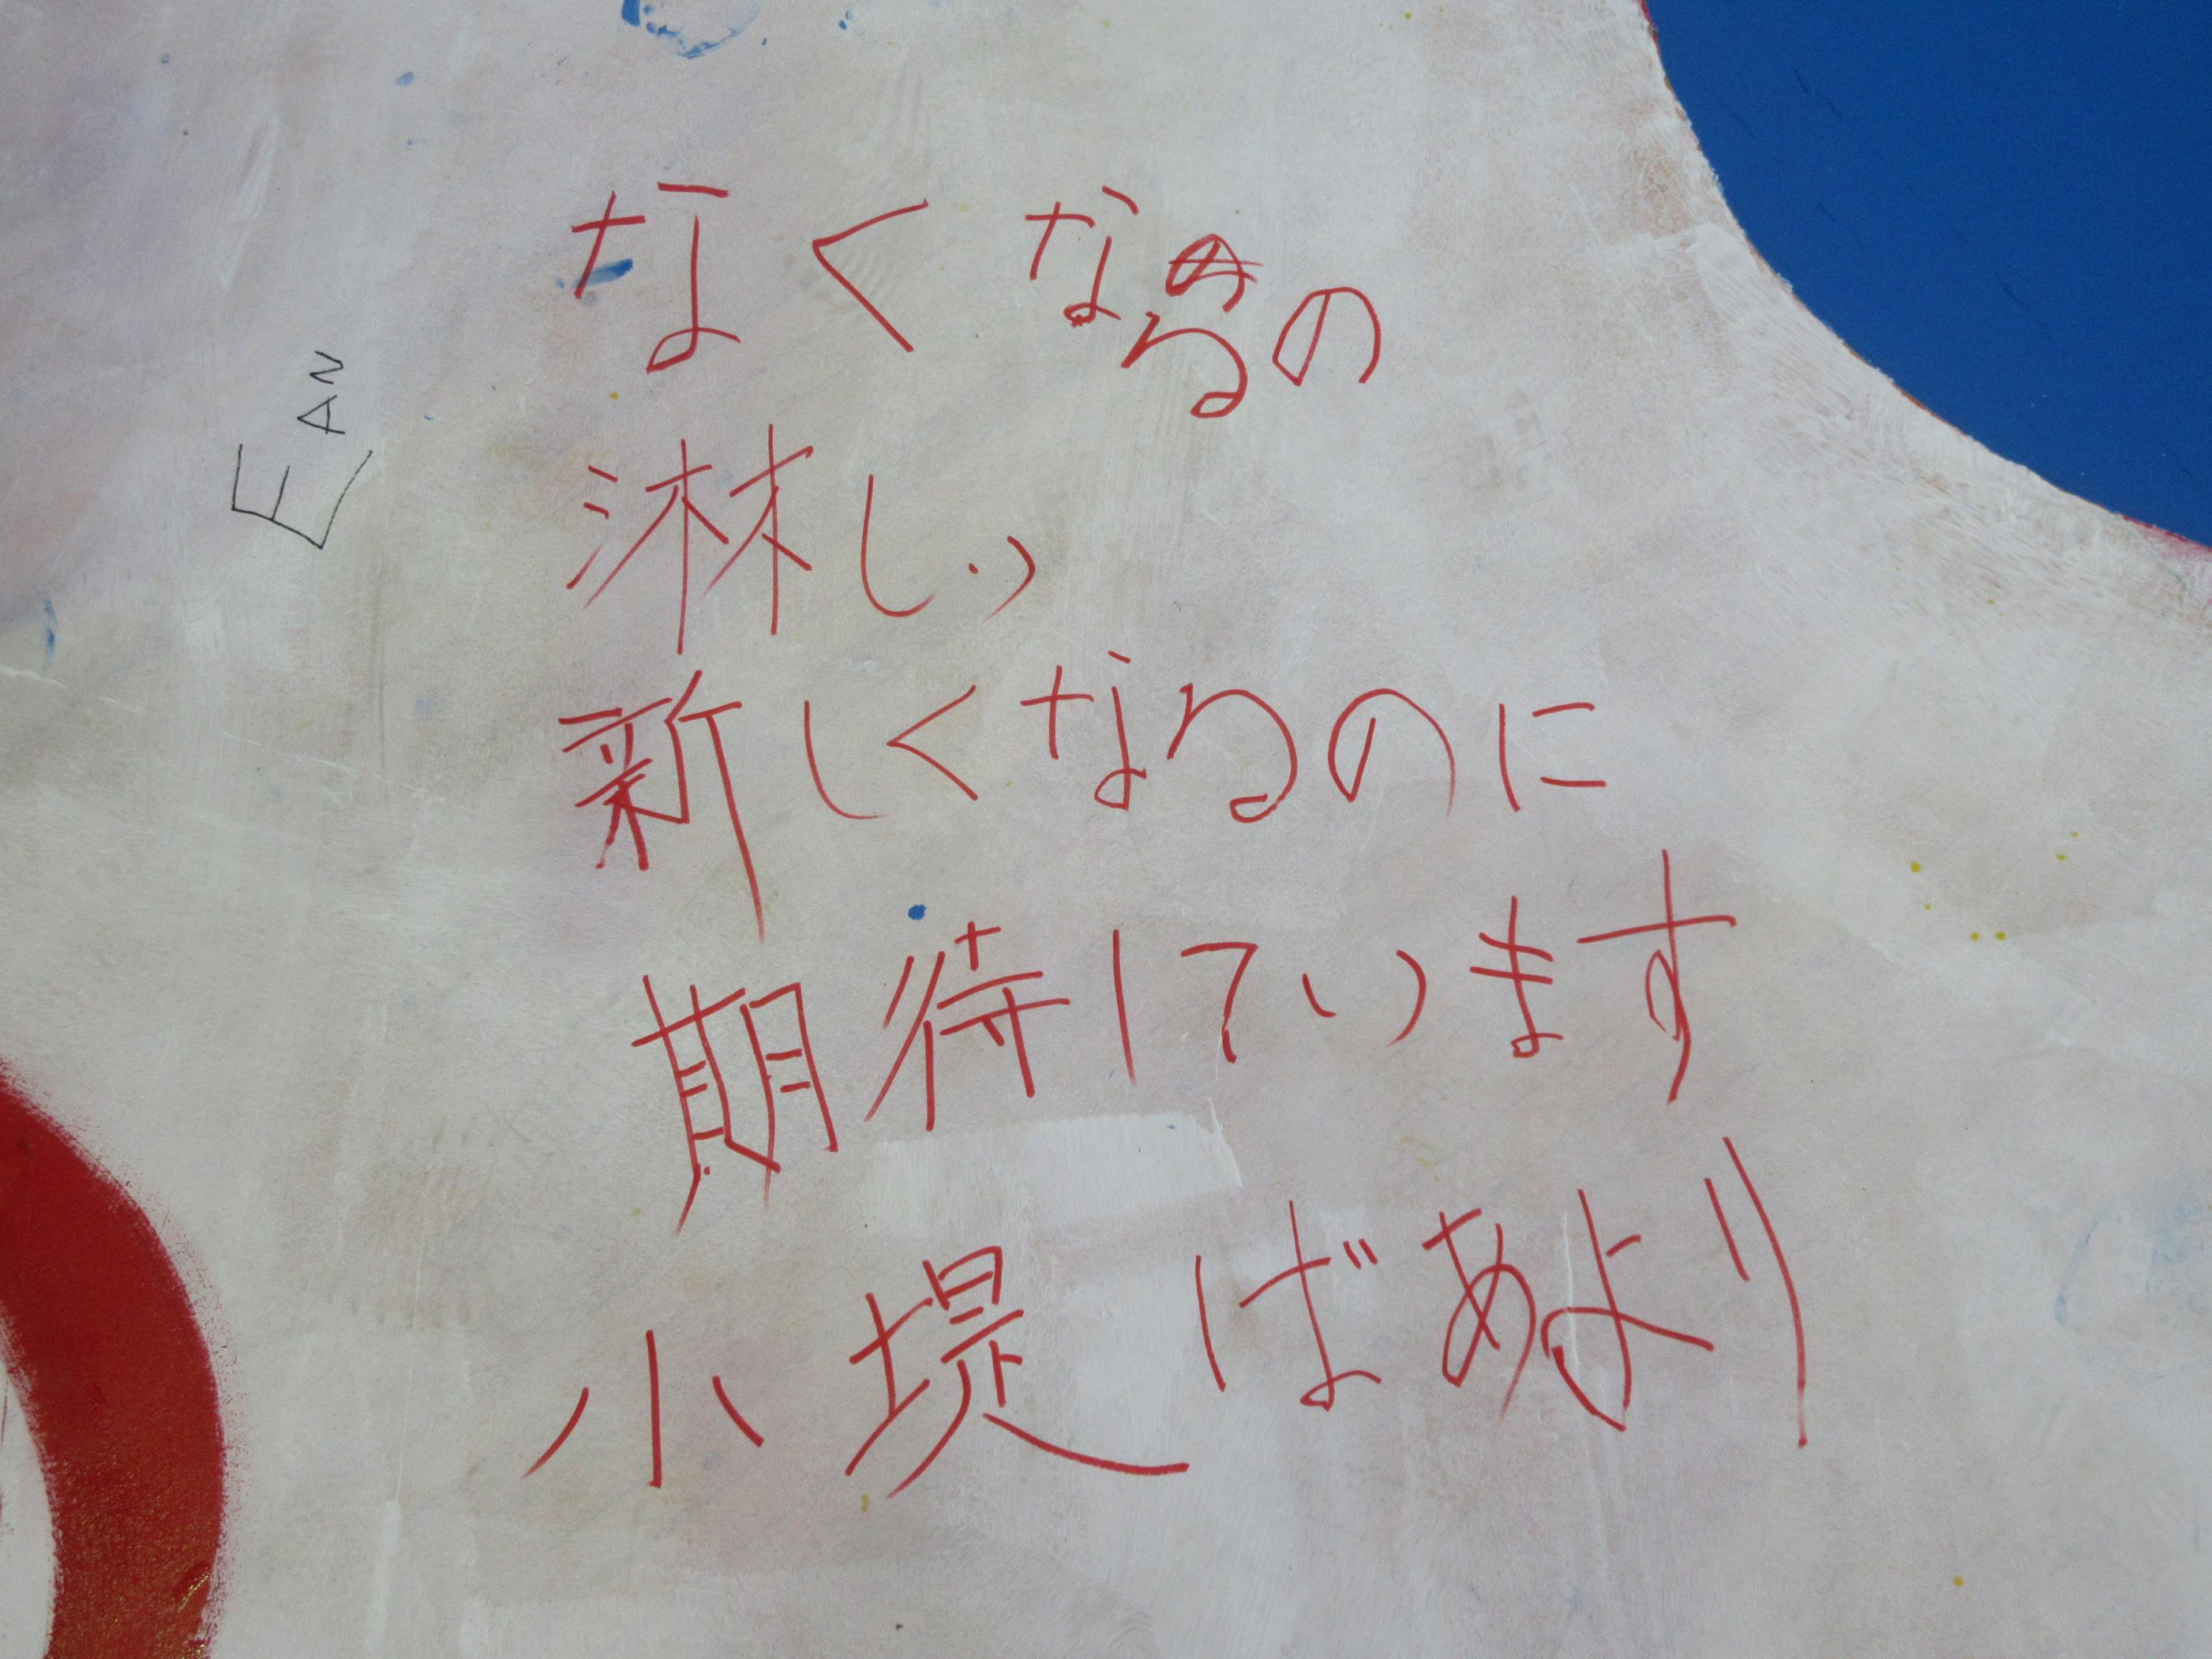 なくなるの
淋しい
新しくなるのに
期待しています
小堤ばあより
EAN